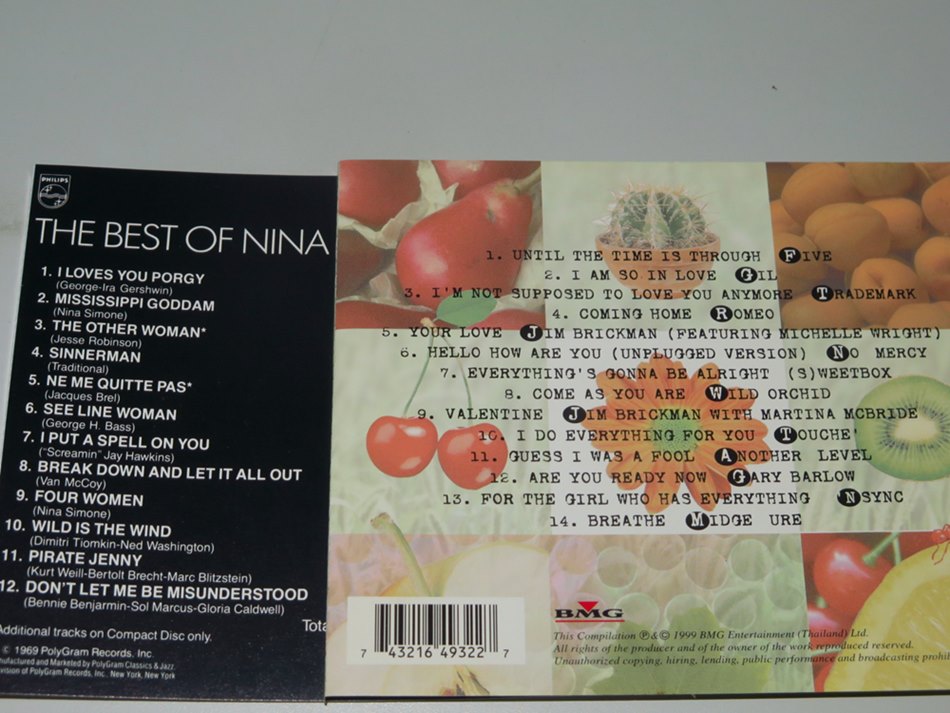 PHILIPS
THE BEST OF NINA
1. I LOVES YOU PORGY
(George-Ira Gershwin)
2. MISSISSIPPI GODDAM
(Nina Simone)
3. THE OTHER WOMAN*
(Jesse Robinson)
4. SINNERMAN
(Traditional)
5. NE ME QUITTE PAS*
(Jacques Brel)
6. SEE LINE WOMAN
(George H. Bass)
7. I PUT A SPELL ON YOU
("Screamin" Jay Hawkins)
8. BREAK DOWN AND LET IT ALL OUT
(Van McCoy)
9. FOUR WOMEN
(Nina Simone)
10. WILD IS THE WIND
(Dimitri Tiomkin-Ned Washington)
11. PIRATE JENNY
(Kurt Weill-Bertolt Brecht-Marc Blitzstein)
12. DON'T LET ME BE MISUNDERSTOOD
(Bennie Benjarmin-Sol Marcus-Gloria Caldwell)
Additional tracks on Compact Disc only.
© 1969 PolyGram Records, Inc.
Marketed by PolyGram Classics & Jazz,
PolyGram Records, Inc., New York, New York
1. UNTIL THE TIME IS THROUGH FIVE
2. I AM SO IN LOVE GIL
3. I'M NOT SUPPOSED TO LOVE YOU ANYMORE TRADEMARK
4. COMING HOME ROMEO
5. YOUR LOVE JIM BRICKMAN (FEATURING MICHELLE WRIGHT)
6. HELLO HOW ARE YOU (UNPLUGGED VERSION) NO MERCY
7. EVERYTHING'S GONNA BE ALRIGHT (S)WEETBOX
8. COME AS YOU ARE WILD ORCHID
9. VALENTINE JIM BRICKMAN WITH MARTINA MCBRIDE
10. I DO EVERYTHING FOR YOU TOUCHE'
11. GUESS I WAS A FOOL ANOTHER LEVEL
12. ARE YOU READY NOW GARY BARLOW
13. FOR THE GIRL WHO HAS EVERYTHING NSYNC
14. BREATHE MIDGE URE
7 43216 49322 7
BMG
This Compilation ℗ & © 1999 BMG Entertainment (Thailand) Ltd.
All rights of the producer and of the owner of the work reproduced reserved.
Unauthorized copying, hiring, lending, public performance and broadcasting